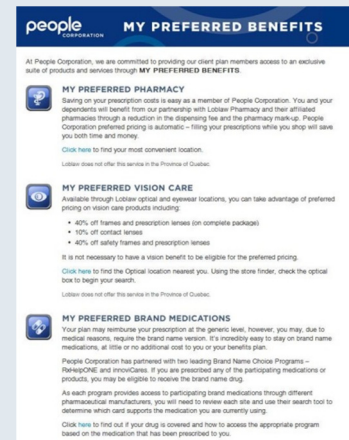 people
CORPORATION
MY PREFERRED BENEFITS
At People Corporation, we are committed to providing our client plan members access to an exclusive
suite of products and services through MY PREFERRED BENEFITS.
MY PREFERRED PHARMACY
Saving on your prescription costs is easy as a member of People Corporation. You and your
dependents will benefit from our partnership with Loblaw Pharmacy and their affiliated
pharmacies through a reduction in the dispensing fee and the pharmacy mark-up. People
Corporation preferred pricing is automatic – filling your prescriptions while you shop will save
you both time and money.
Click here to find your most convenient location.
Loblaw does not offer this service in the Province of Quebec.
MY PREFERRED VISION CARE
Available through Loblaw optical and eyewear locations, you can take advantage of preferred
pricing on vision care products including:
• 40% off frames and prescription lenses (on complete package)
• 10% off contact lenses
• 40% off safety frames and prescription lenses
It is not necessary to have a vision benefit to be eligible for the preferred pricing.
Click here to find the Optical location nearest you. Using the store finder, check the optical
box to begin your search.
Loblaw does not offer this service in the Province of Quebec.
MY PREFERRED BRAND MEDICATIONS
Your plan may reimburse your prescription at the generic level, however, you may, due to
medical reasons, require the brand name version. It's incredibly easy to stay on brand name
medications, at little or no additional cost to you or your benefits plan.
People Corporation has partnered with two leading Brand Name Choice Programs –
RxHelpONE and innoviCares. If you are prescribed any of the participating medications or
products, you may be eligible to receive the brand name drug.
As each program provides access to participating brand medications through different
pharmaceutical manufacturers, you will need to review each site and use their search tool to
determine which card supports the medication you are currently using.
Click here to find out if your drug is covered and how to access the appropriate program
based on the medication that has been prescribed to you.